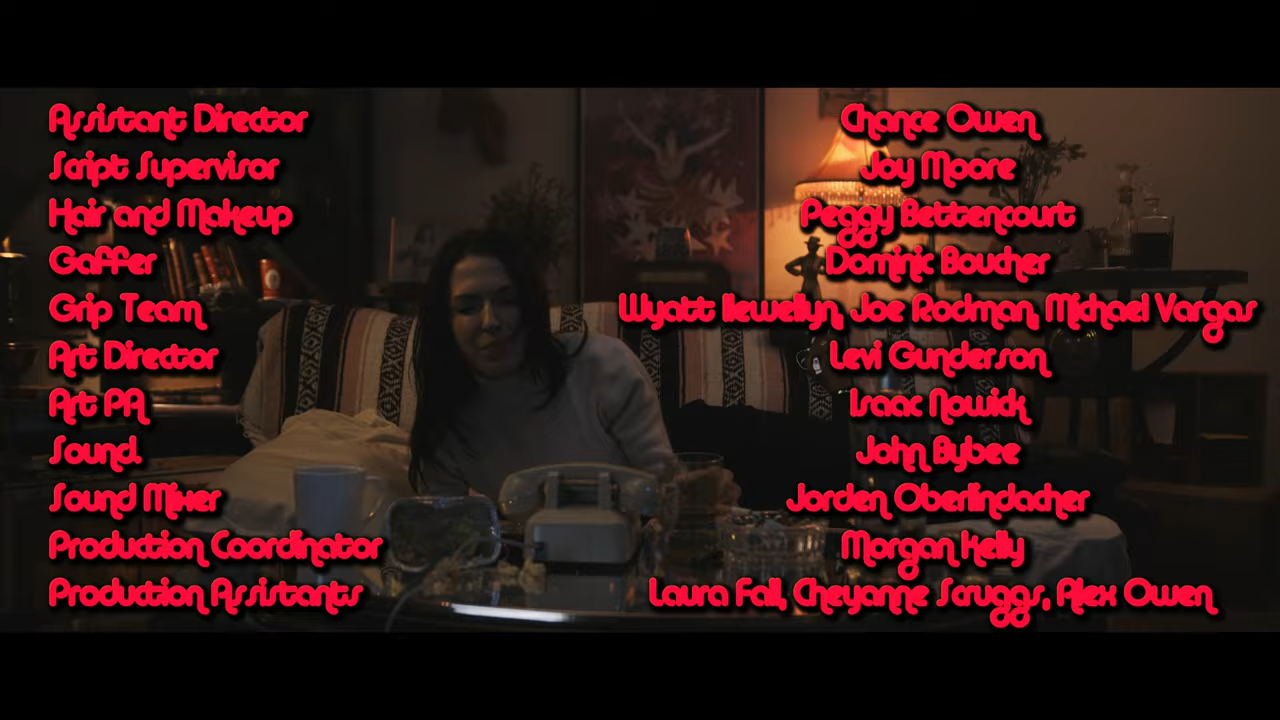 Assistant Director Chance Owen
Script Supervisor Joy Moore
Hair and Makeup Peggy Bettencourt
Gaffer Dominic Boucher
Grip Team Wyatt llewellyn, Joe Rodman, Michael Vargas
Art Director Levi Gunderson
Art PA Isaac Nowick
Sound. John Bybee
Sound Mixer Jorden Oberlindacher
Production Coordinator Morgan Kelly
Production Assistants Laura Fall, Cheyanne Scruggs, Alex Owen